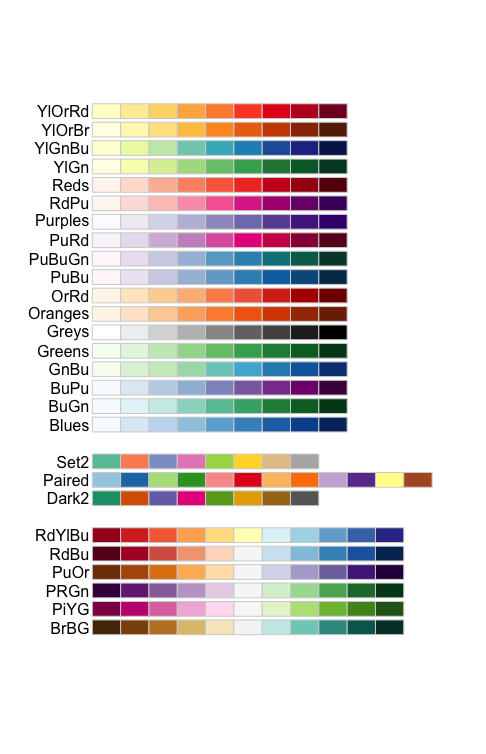 YlOrRd
YlOrBr
YlGnBu
YlGn
Reds
RdPu
Purples
PuRd
PuBuGn
PuBu
OrRd
Oranges
Greys
Greens
GnBu
BuPu
BuGn
Blues
Set2
Paired
Dark2
RdYlBu
RdBu
PuOr
PRGn
PiYG
BrBG